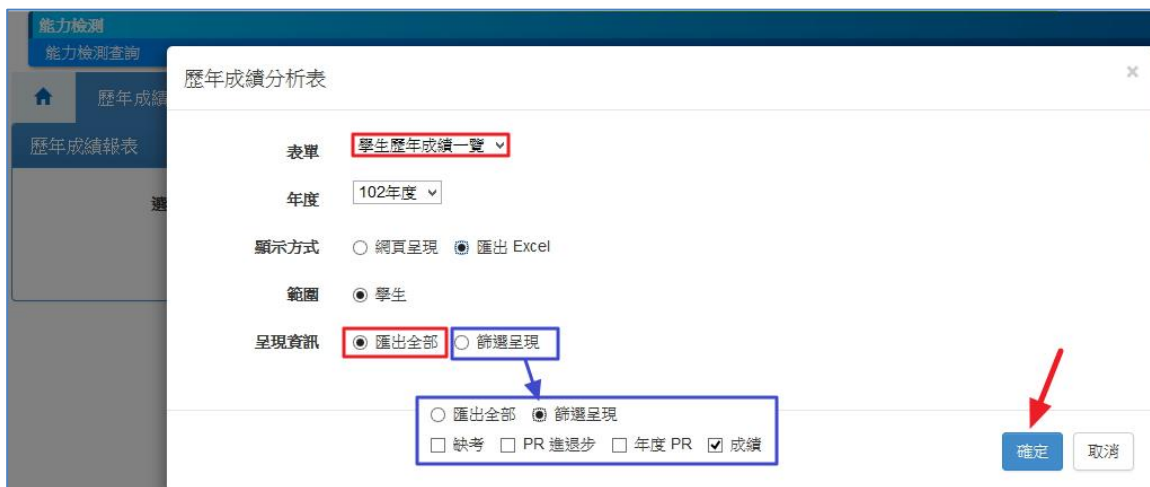 能力檢測
能力檢測查詢
歷年成績分析表
×
歷年成績
歷年成績報表
選
表單 學生歷年成績一覽
年度 102年度
顯示方式 網頁呈現 匯出 Excel
範圍 學生
呈現資訊 匯出全部 篩選呈現
匯出全部 篩選呈現
缺考 PR 進退步 年度 PR 成績
確定 取消